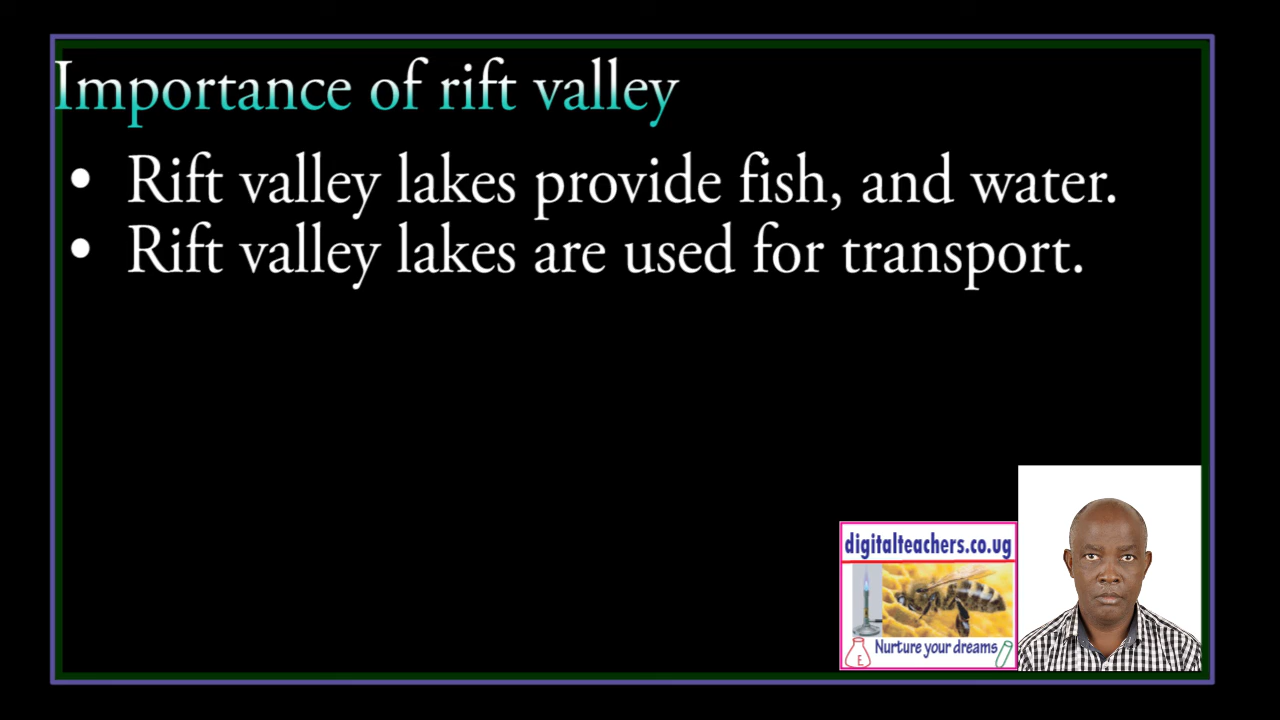 Importance of rift valley
• Rift valley lakes provide fish, and water.
• Rift valley lakes are used for transport.
digitalteachers.co.ug
Nurture your dreams
E